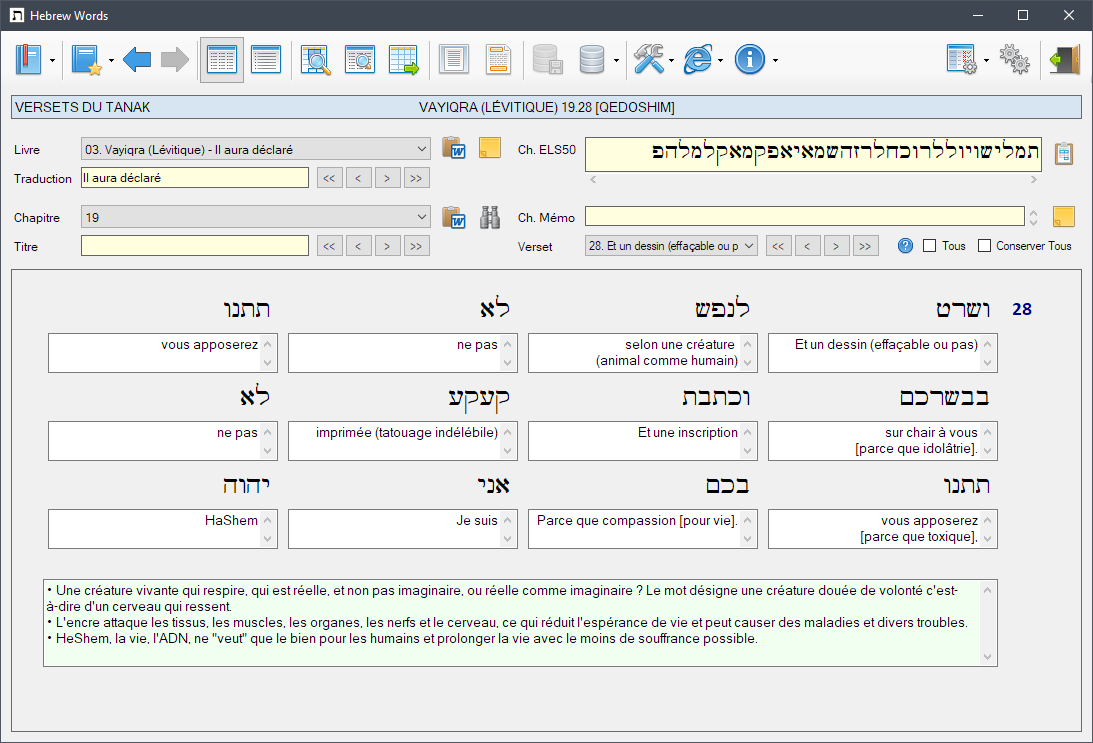 Hebrew Words
VERSETS DU TANAK
VAYIQRA (LÉVITIQUE) 19.28 [QEDOSHIM]
Livre
03. Vayiqra (Lévitique) - Il aura déclaré
Ch. ELS50
תמלישויוללרוכחלרזהשמאיאפקמאקלמלהפ
Traduction
Il aura déclaré
<<
<
>
>>
Chapitre
19
Ch. Mémo
Titre
<<
<
>
>>
Verset
28. Et un dessin (effaçable ou p
<<
<
>
>>
Tous
Conserver Tous
28
ושרט
Et un dessin (effaçable ou pas)
לנפש
selon une créature
(animal comme humain)
לא
ne pas
תתנו
vous apposerez
בבשרכם
sur chair à vous
[parce que idolâtrie].
וכתבת
Et une inscription
קעקע
imprimée (tatouage indélébile)
לא
ne pas
תתנו
vous apposerez
[parce que toxique],
בכם
Parce que compassion [pour vie].
אני
Je suis
יהוה
HaShem
• Une créature vivante qui respire, qui est réelle, et non pas imaginaire, ou réelle comme imaginaire ? Le mot désigne une créature douée de volonté c'est-
à-dire d'un cerveau qui ressent.
• L'encre attaque les tissus, les muscles, les organes, les nerfs et le cerveau, ce qui réduit l'espérance de vie et peut causer des maladies et divers troubles.
• HeShem, la vie, l'ADN, ne "veut" que le bien pour les humains et prolonger la vie avec le moins de souffrance possible.